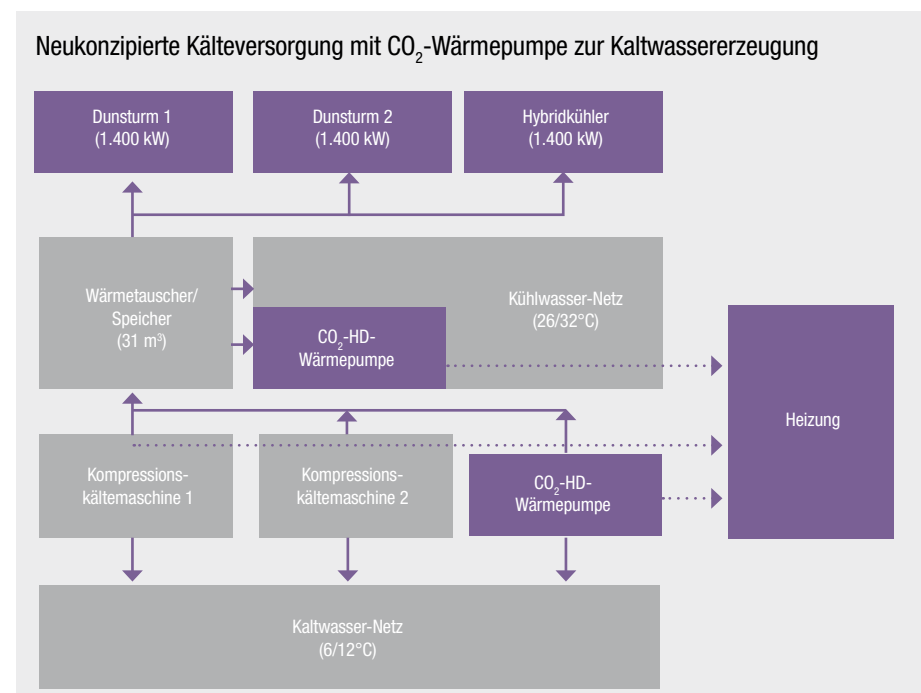 Neukonzipierte Kälteversorgung mit CO₂-Wärmepumpe zur Kaltwassererzeugung
Dunsturm 1
(1.400 kW)
Dunsturm 2
(1.400 kW)
Hybridkühler
(1.400 kW)
Wärmetauscher/
Speicher
(31 m³)
Kühlwasser-Netz
(26/32°C)
CO₂-HD-
Wärmepumpe
Heizung
Kompressions-
kältemaschine 1
Kompressions-
kältemaschine 2
CO₂-HD-
Wärmepumpe
Kaltwasser-Netz
(6/12°C)